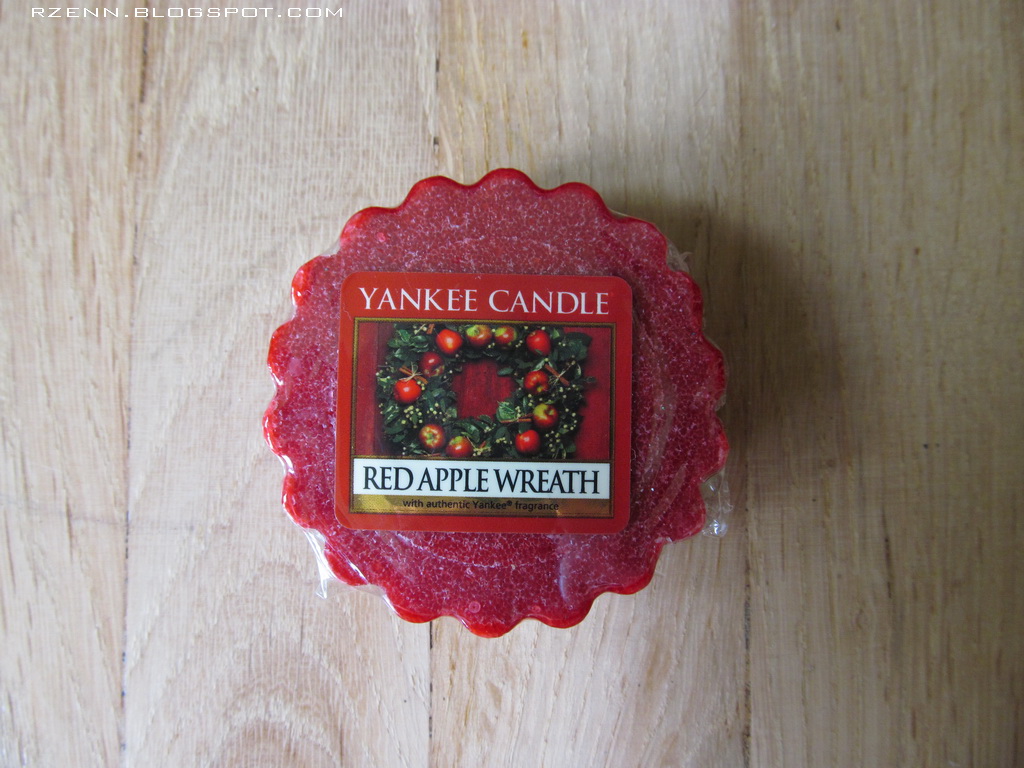 RZENN.BLOGSPOT.COM
YANKEE CANDLE
RED APPLE WREATH
with authentic Yankee® fragrance